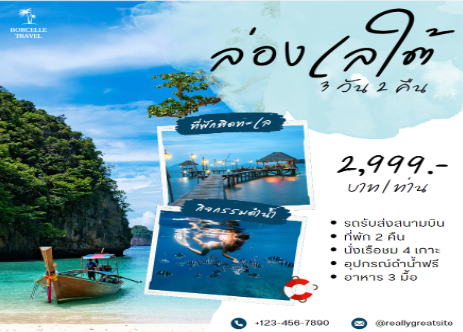 BORCELLE
TRAVEL
ล่องเลใต้
3 วัน 2 คืน
ที่พักติดทะเล
2,999.-
บาท/ท่าน
กิจกรรมดำน้ำ
• รถรับส่งสนามบิน
• ที่พัก 2 คืน
• นั่งเรือชม 4 เกาะ
• อุปกรณ์ดำน้ำฟรี
• อาหาร 3 มื้อ
+123-456-7890
@reallygreatsite